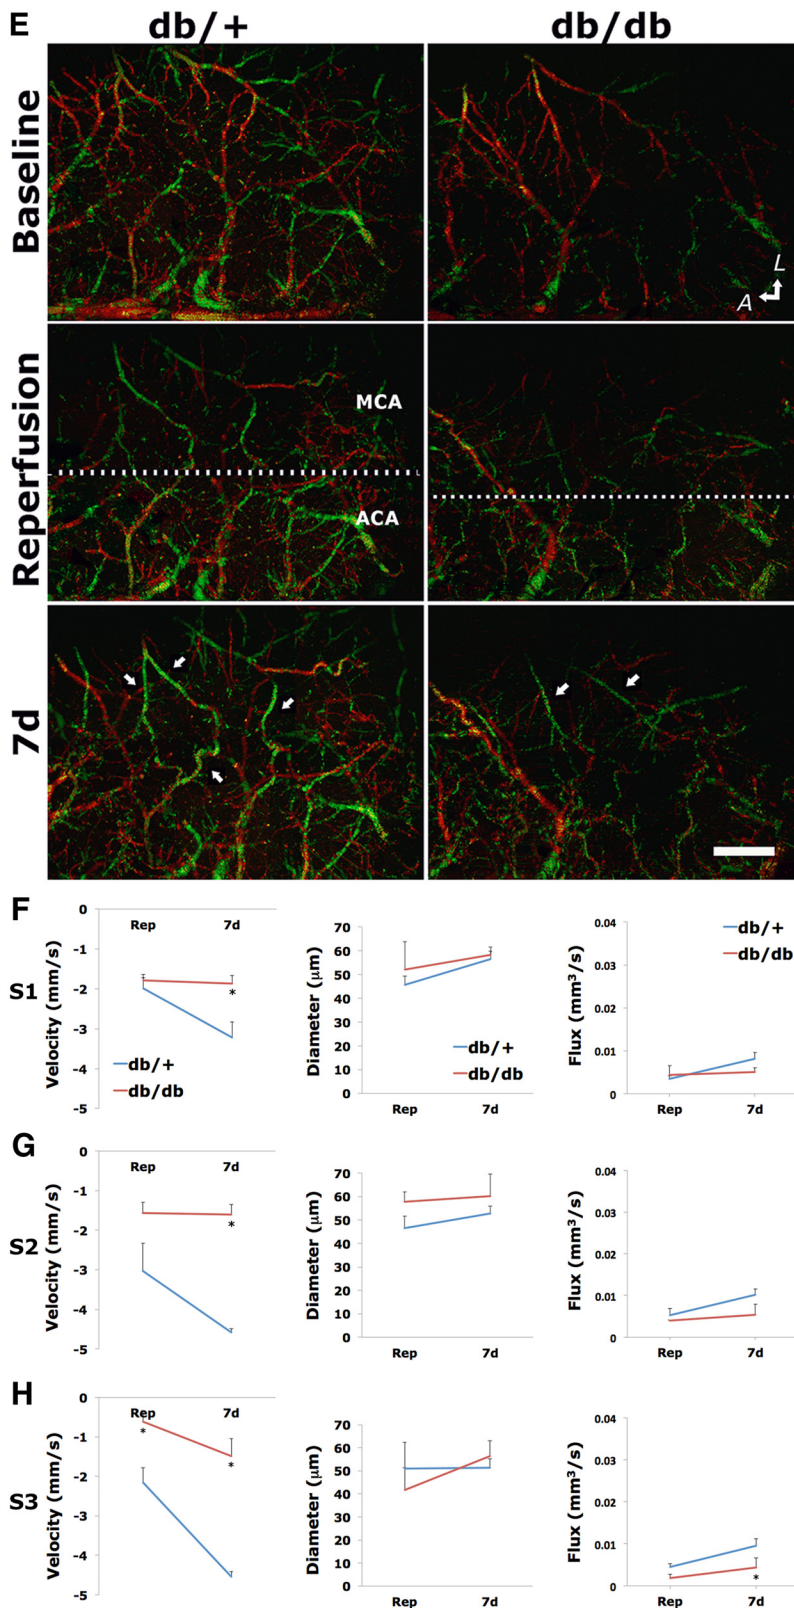 E
db/+ db/db
Baseline
L
A
Reperfusion
MCA
ACA
7d
F
S1
Velocity (mm/s)
0
-1
-2
-3
-4
-5
Rep 7d
*
db/+
db/db
Diameter (μm)
70
60
50
40
30
20
10
0
Rep 7d
db/+
db/db
Flux (mm³/s)
0.04
0.03
0.02
0.01
0
Rep 7d
db/+
db/db
G
S2
Velocity (mm/s)
0
-1
-2
-3
-4
-5
Rep 7d
*
Diameter (μm)
70
60
50
40
30
20
10
0
Rep 7d
Flux (mm³/s)
0.04
0.03
0.02
0.01
0
Rep 7d
H
S3
Velocity (mm/s)
0
-1
-2
-3
-4
-5
Rep 7d
* *
Diameter (μm)
70
60
50
40
30
20
10
0
Rep 7d
Flux (mm³/s)
0.04
0.03
0.02
0.01
0
*
Rep 7d